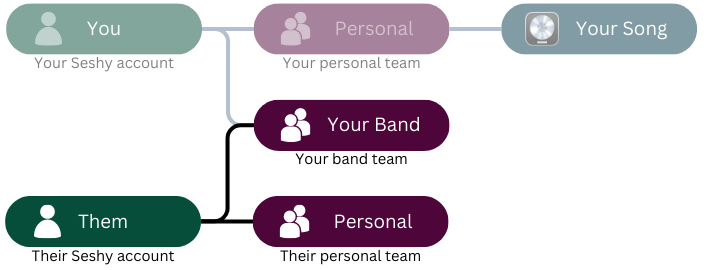 You
Your Seshy account
Personal
Your personal team
Your Song
Your Band
Your band team
Them
Their Seshy account
Personal
Their personal team